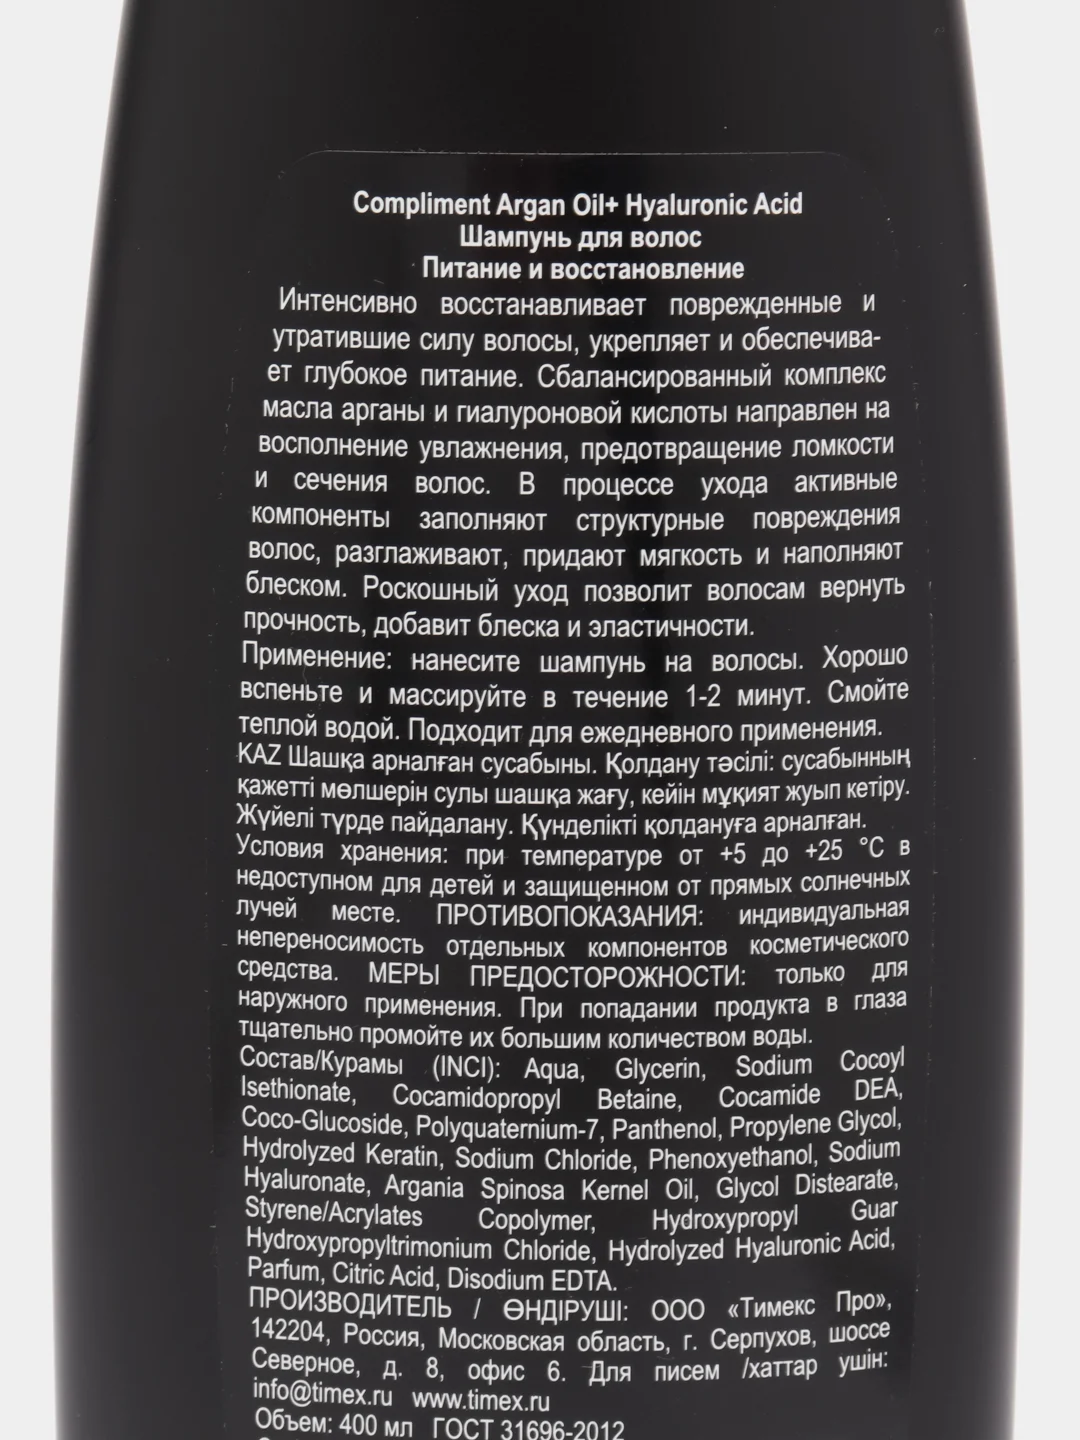 Compliment Argan Oil+ Hyaluronic Acid
Шампунь для волос
Питание и восстановление
Интенсивно восстанавливает поврежденные и
утратившие силу волосы, укрепляет и обеспечива-
ет глубокое питание. Сбалансированный комплекс
масла арганы и гиалуроновой кислоты направлен на
восполнение увлажнения, предотвращение ломкости
и сечения волос. В процессе ухода активные
компоненты заполняют структурные повреждения
волос, разглаживают, придают мягкость и наполняют
блеском. Роскошный уход позволит волосам вернуть
прочность, добавит блеска и эластичности.
Применение: нанесите шампунь на волосы. Хорошо
вспеньте и массируйте в течение 1-2 минут. Смойте
теплой водой. Подходит для ежедневного применения.
KAZ Шашқа арналған сусабыны. Қолдану тәсілі: сусабынның
қажетті мөлшерін сулы шашқа жағу, кейін мұқият жуып кетіру.
Жүйелі түрде пайдалану. Қүнделікті қолдануға арналған.
Условия хранения: при температуре от +5 до +25 °С в
недоступном для детей и защищенном от прямых солнечных
лучей месте. ПРОТИВОПОКАЗАНИЯ: индивидуальная
непереносимость отдельных компонентов косметического
средства. МЕРЫ ПРЕДОСТОРОЖНОСТИ: только для
наружного применения. При попадании продукта в глаза
тщательно промойте их большим количеством воды.
Состав/Курамы (INCI): Aqua, Glycerin, Sodium Cocoyl
Isethionate, Cocamidopropyl Betaine, Cocamide DEA,
Coco-Glucoside, Polyquaternium-7, Panthenol, Propylene Glycol,
Hydrolyzed Keratin, Sodium Chloride, Phenoxyethanol, Sodium
Hyaluronate, Argania Spinosa Kernel Oil, Glycol Distearate,
Styrene/Acrylates Copolymer, Hydroxypropyl Guar
Hydroxypropyltrimonium Chloride, Hydrolyzed Hyaluronic Acid,
Parfum, Citric Acid, Disodium EDTA.
ПРОИЗВОДИТЕЛЬ / ӨНДІРУШІ: ООО «Тимекс Про»,
142204, Россия, Московская область, г. Серпухов, шоссе
Северное, д. 8, офис 6. Для писем /хаттар ушін:
info@timex.ru www.timex.ru
Объем: 400 мл ГОСТ 31696-2012